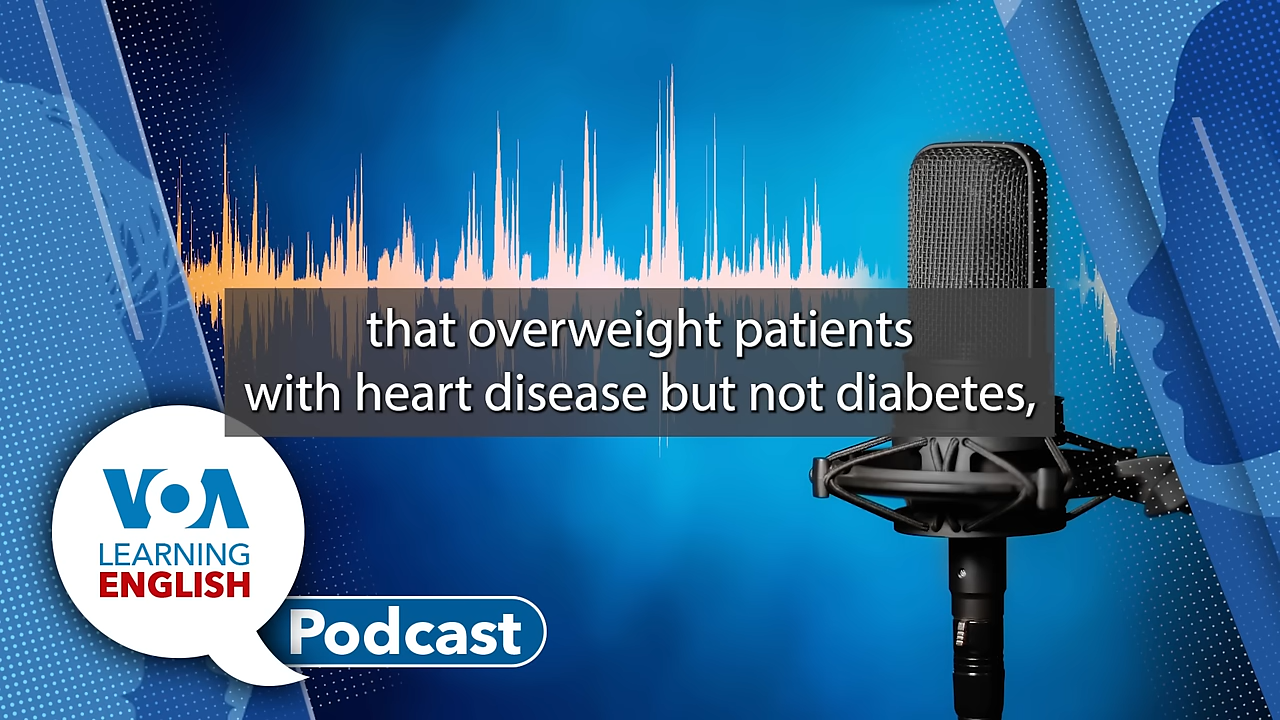 that overweight patients
with heart disease but not diabetes,
VOA
LEARNING
ENGLISH
Podcast